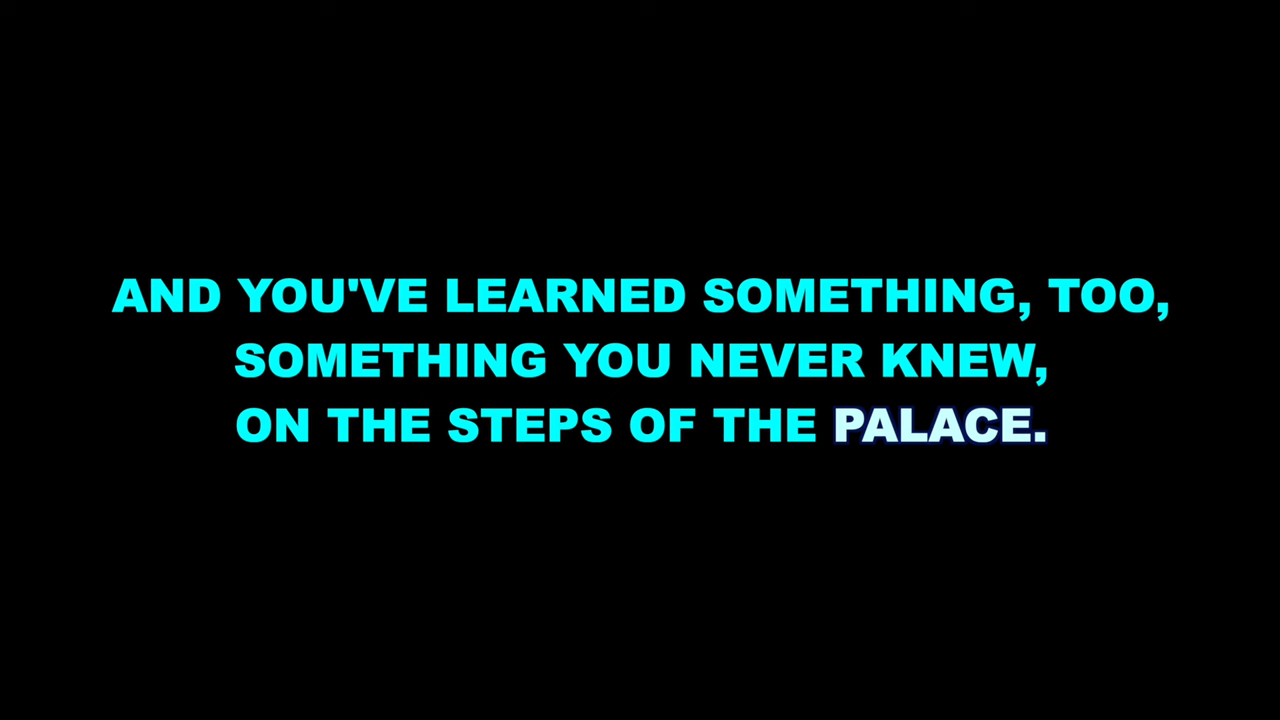 AND YOU'VE LEARNED SOMETHING, TOO,
SOMETHING YOU NEVER KNEW,
ON THE STEPS OF THE PALACE.